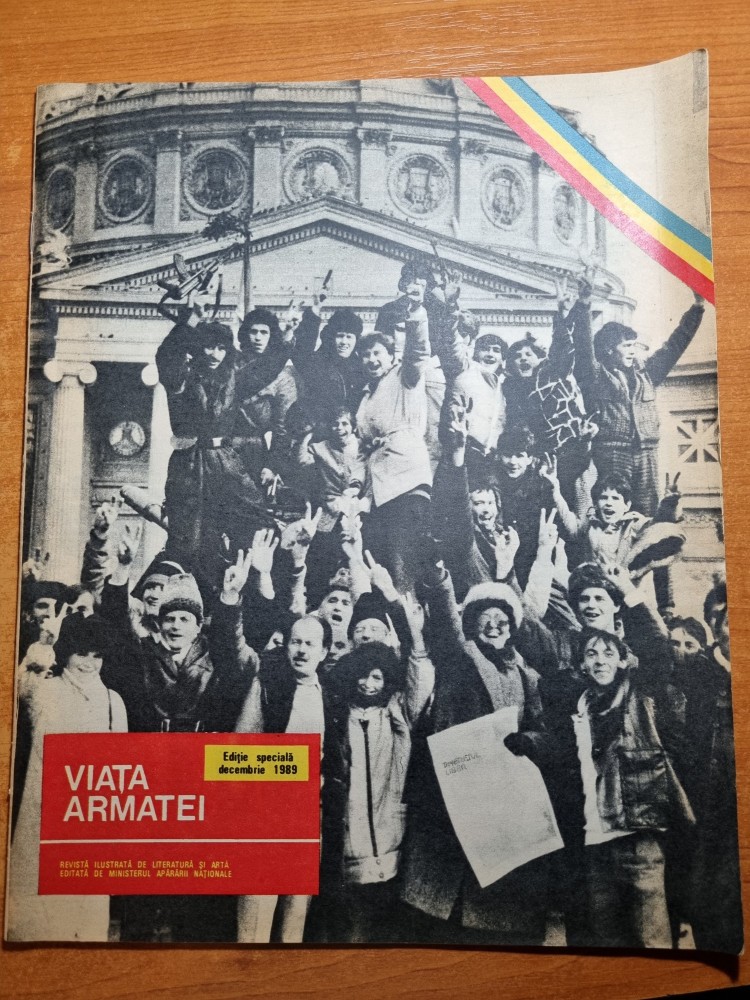 Ediție specială
decembrie 1989
VIAȚA
ARMATEI
REVISTĂ ILUSTRATĂ DE LITERATURĂ ȘI ARTĂ
EDITATĂ DE MINISTERUL APĂRĂRII NAȚIONALE